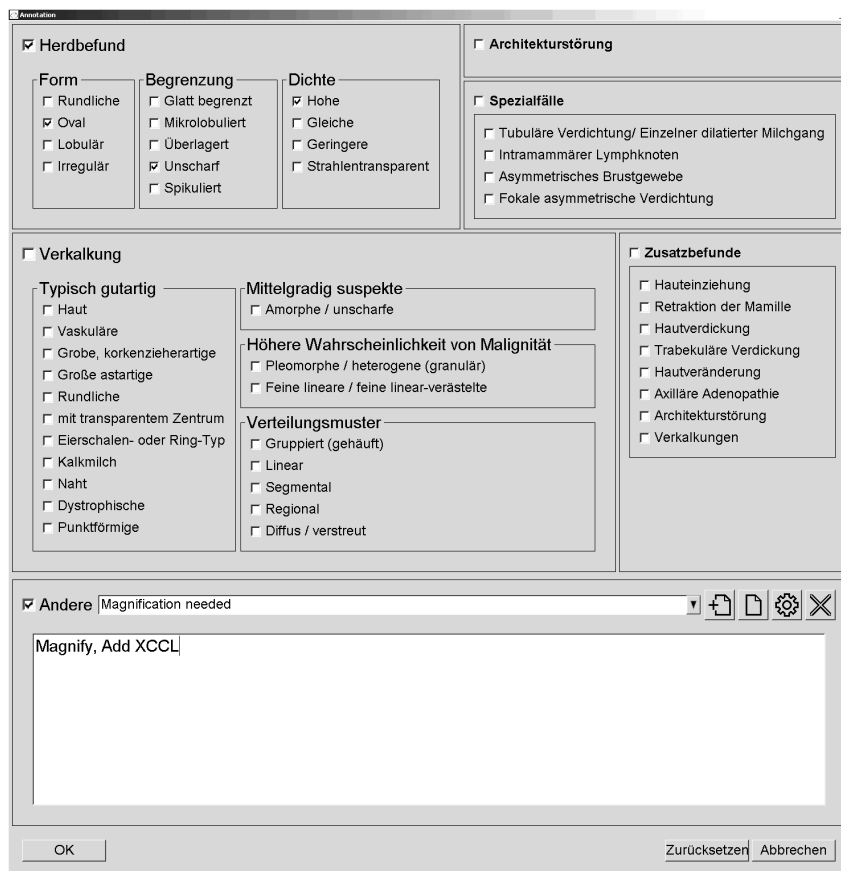 Annotation
Herdbefund
Form
Rundliche
Oval
Lobulär
Irregulär
Begrenzung
Glatt begrenzt
Mikrolobuliert
Überlagert
Unscharf
Spikuliert
Dichte
Hohe
Gleiche
Geringere
Strahlentransparent
Architekturstörung
Spezialfälle
Tubuläre Verdichtung/ Einzelner dilatierter Milchgang
Intramammärer Lymphknoten
Asymmetrisches Brustgewebe
Fokale asymmetrische Verdichtung
Verkalkung
Typisch gutartig
Haut
Vaskuläre
Grobe, korkenzieherartige
Große astartige
Rundliche
mit transparentem Zentrum
Eierschalen- oder Ring-Typ
Kalkmilch
Naht
Dystrophische
Punktförmige
Mittelgradig suspekte
Amorphe / unscharfe
Höhere Wahrscheinlichkeit von Malignität
Pleomorphe / heterogene (granulär)
Feine lineare / feine linear-verästelte
Verteilungsmuster
Gruppiert (gehäuft)
Linear
Segmental
Regional
Diffus / verstreut
Zusatzbefunde
Hauteinziehung
Retraktion der Mamille
Hautverdickung
Trabekuläre Verdickung
Hautveränderung
Axilläre Adenopathie
Architekturstörung
Verkalkungen
Andere Magnification needed
Magnify, Add XCCL
OK
Zurücksetzen Abbrechen